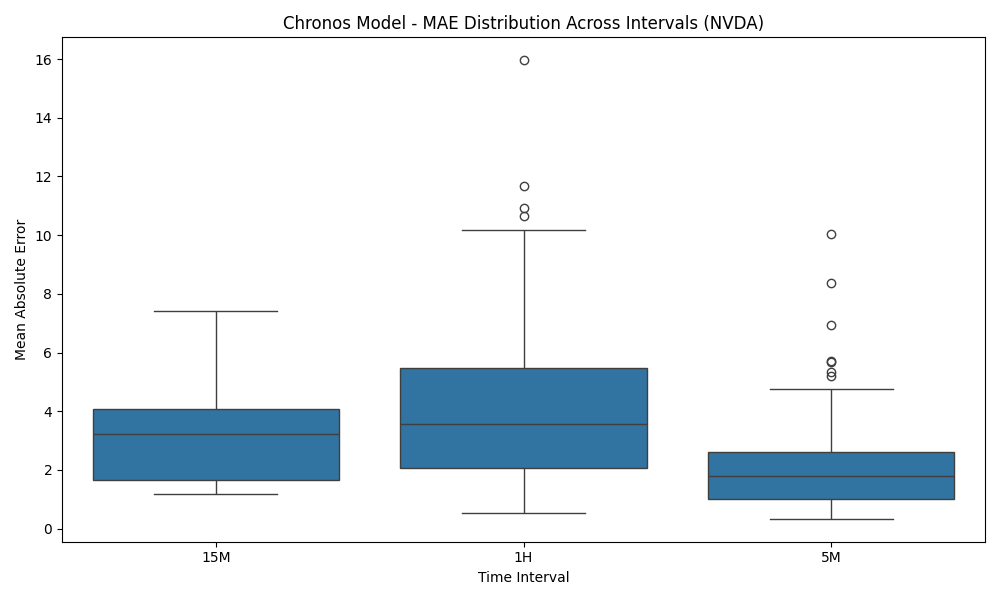 Chronos Model - MAE Distribution Across Intervals (NVDA)
Mean Absolute Error
16
14
12
10
8
6
4
2
0
15M
1H
5M
Time Interval